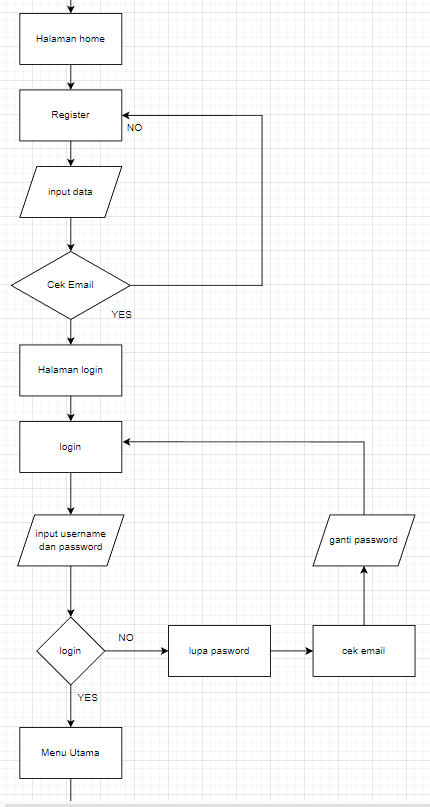 Halaman home
Register
NO
input data
Cek Email
YES
Halaman login
login
input username
dan password
ganti password
login
NO
lupa pasword
cek email
YES
Menu Utama